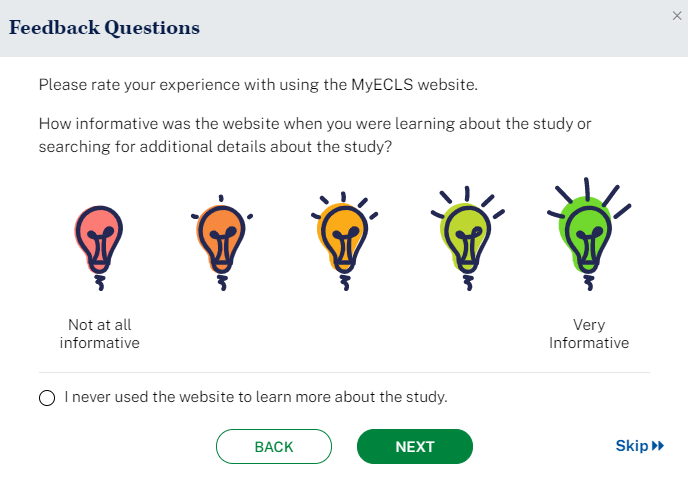 Feedback Questions
Please rate your experience with using the MyECLS website.
How informative was the website when you were learning about the study or
searching for additional details about the study?
Not at all
informative
Very
Informative
I never used the website to learn more about the study.
BACK
NEXT
Skip